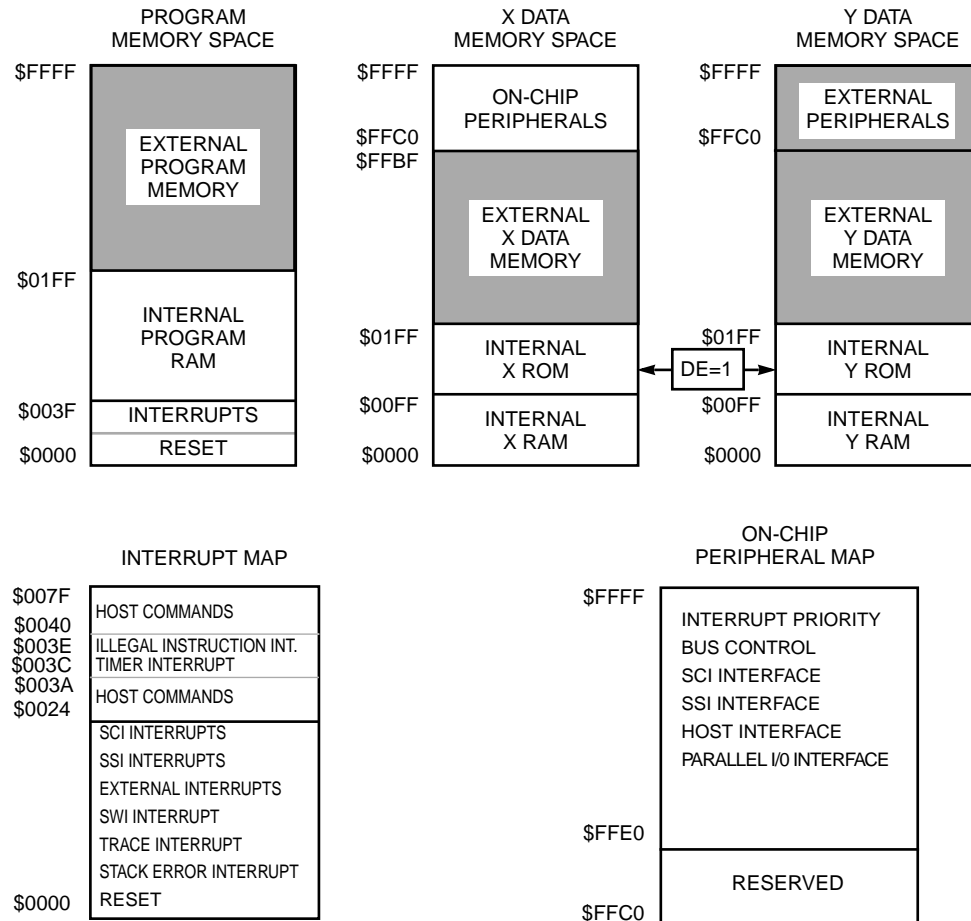 PROGRAM
MEMORY SPACE
$FFFF
EXTERNAL
PROGRAM
MEMORY
$01FF
INTERNAL
PROGRAM
RAM
$003F
INTERRUPTS
RESET
$0000
X DATA
MEMORY SPACE
$FFFF
ON-CHIP
PERIPHERALS
$FFC0
$FFBF
EXTERNAL
X DATA
MEMORY
$01FF
INTERNAL
X ROM
$00FF
INTERNAL
X RAM
$0000
DE=1
Y DATA
MEMORY SPACE
$FFFF
EXTERNAL
PERIPHERALS
$FFC0
EXTERNAL
Y DATA
MEMORY
$01FF
INTERNAL
Y ROM
$00FF
INTERNAL
Y RAM
$0000
INTERRUPT MAP
$007F
HOST COMMANDS
$0040
$003E ILLEGAL INSTRUCTION INT.
$003C TIMER INTERRUPT
$003A
HOST COMMANDS
$0024
SCI INTERRUPTS
SSI INTERRUPTS
EXTERNAL INTERRUPTS
SWI INTERRUPT
TRACE INTERRUPT
STACK ERROR INTERRUPT
$0000 RESET
ON-CHIP
PERIPHERAL MAP
$FFFF
INTERRUPT PRIORITY
BUS CONTROL
SCI INTERFACE
SSI INTERFACE
HOST INTERFACE
PARALLEL I/0 INTERFACE
$FFE0
RESERVED
$FFC0